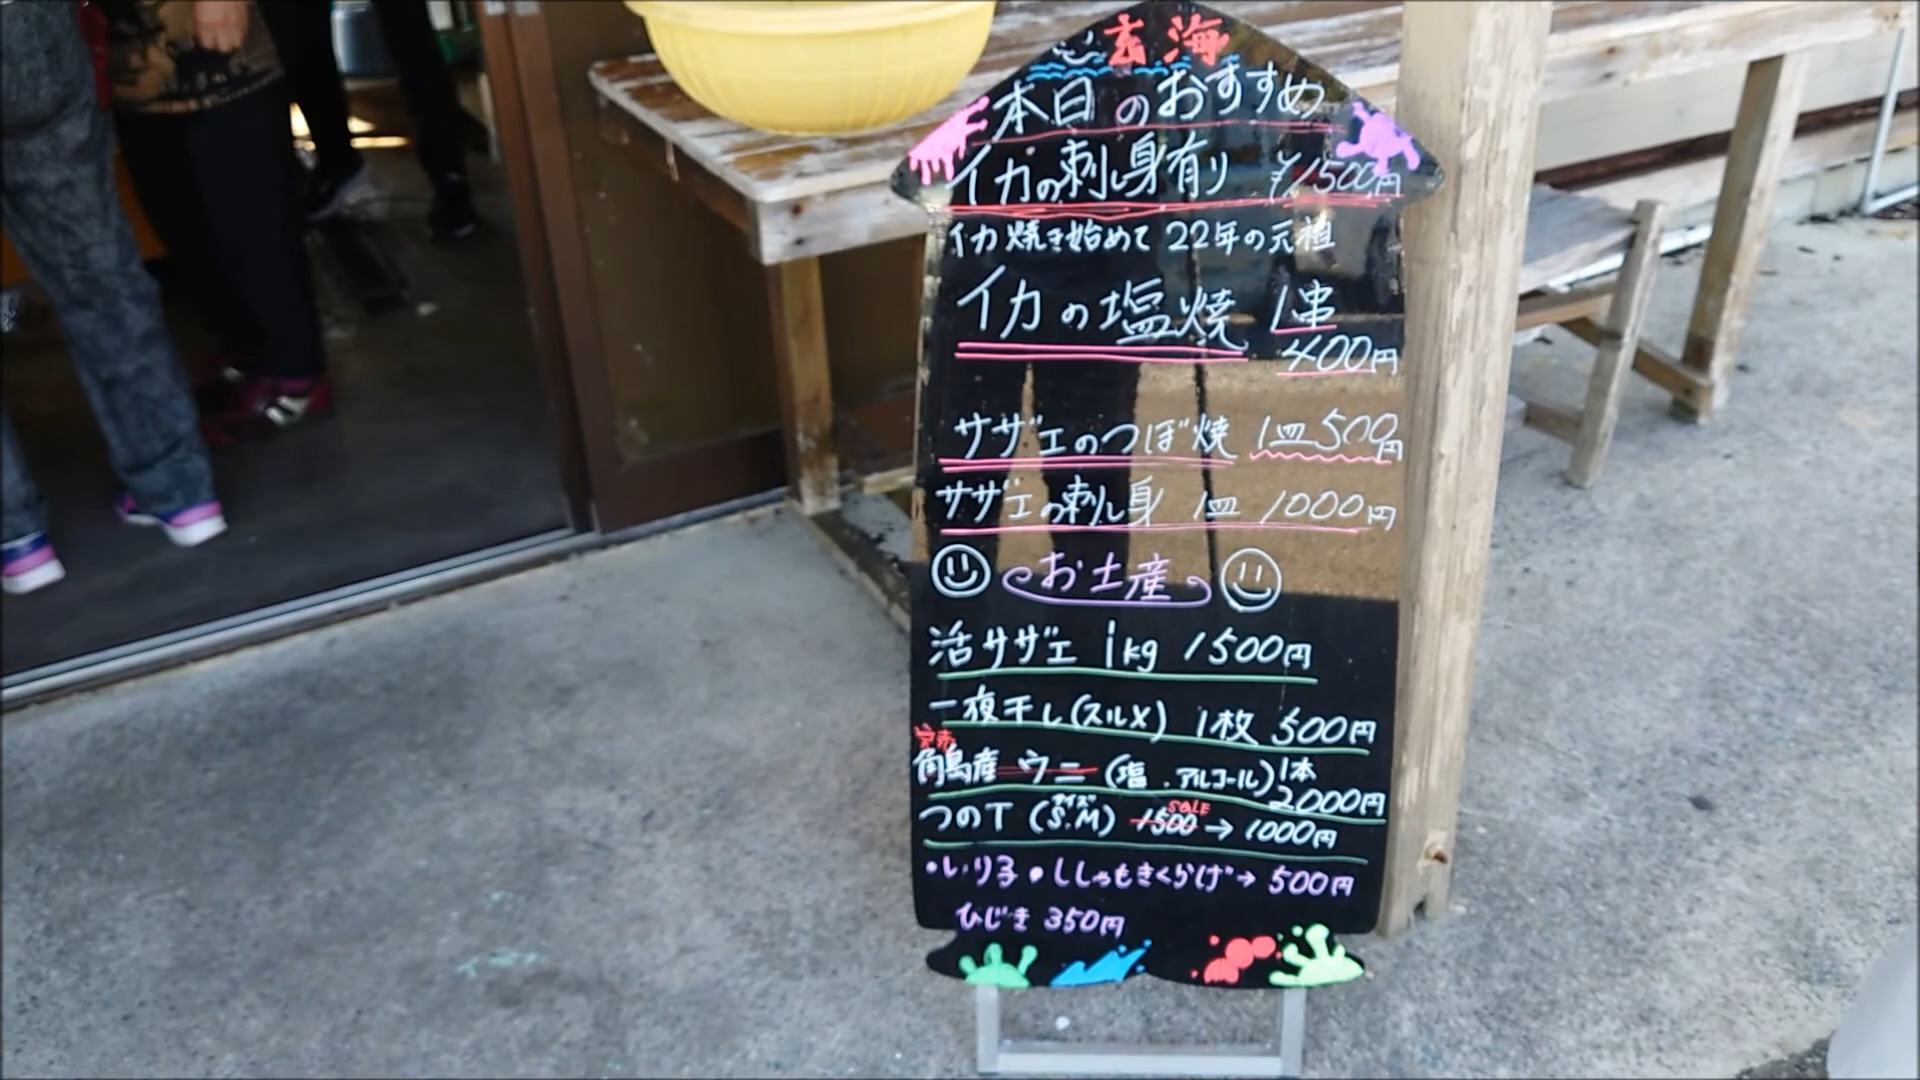 玄海
本日のおすすめ
イカの刺し身有り ¥1500円
イカ焼き始めて22年の元祖
イカの塩焼 1串
400円
サザエのつぼ焼 1皿500円
サザエの刺し身 1皿 1000円
お土産
活サザエ 1kg 1500円
一夜干し(スルメ) 1枚 500円
完売
角島産 ウニ (塩.アルコール)1本
2000円
サイズ SALE
つのT (S.M) 1500→1000円
・いり子・ししゃもきくらげ→ 500円
ひじき 350円